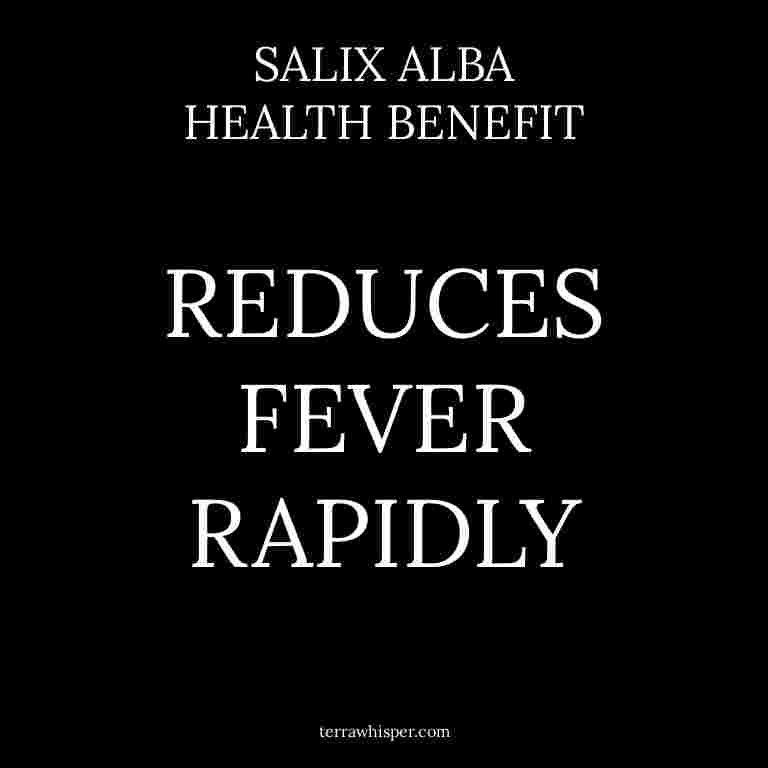 SALIX ALBA
HEALTH BENEFIT
REDUCES
FEVER
RAPIDLY
terrawhisper.com